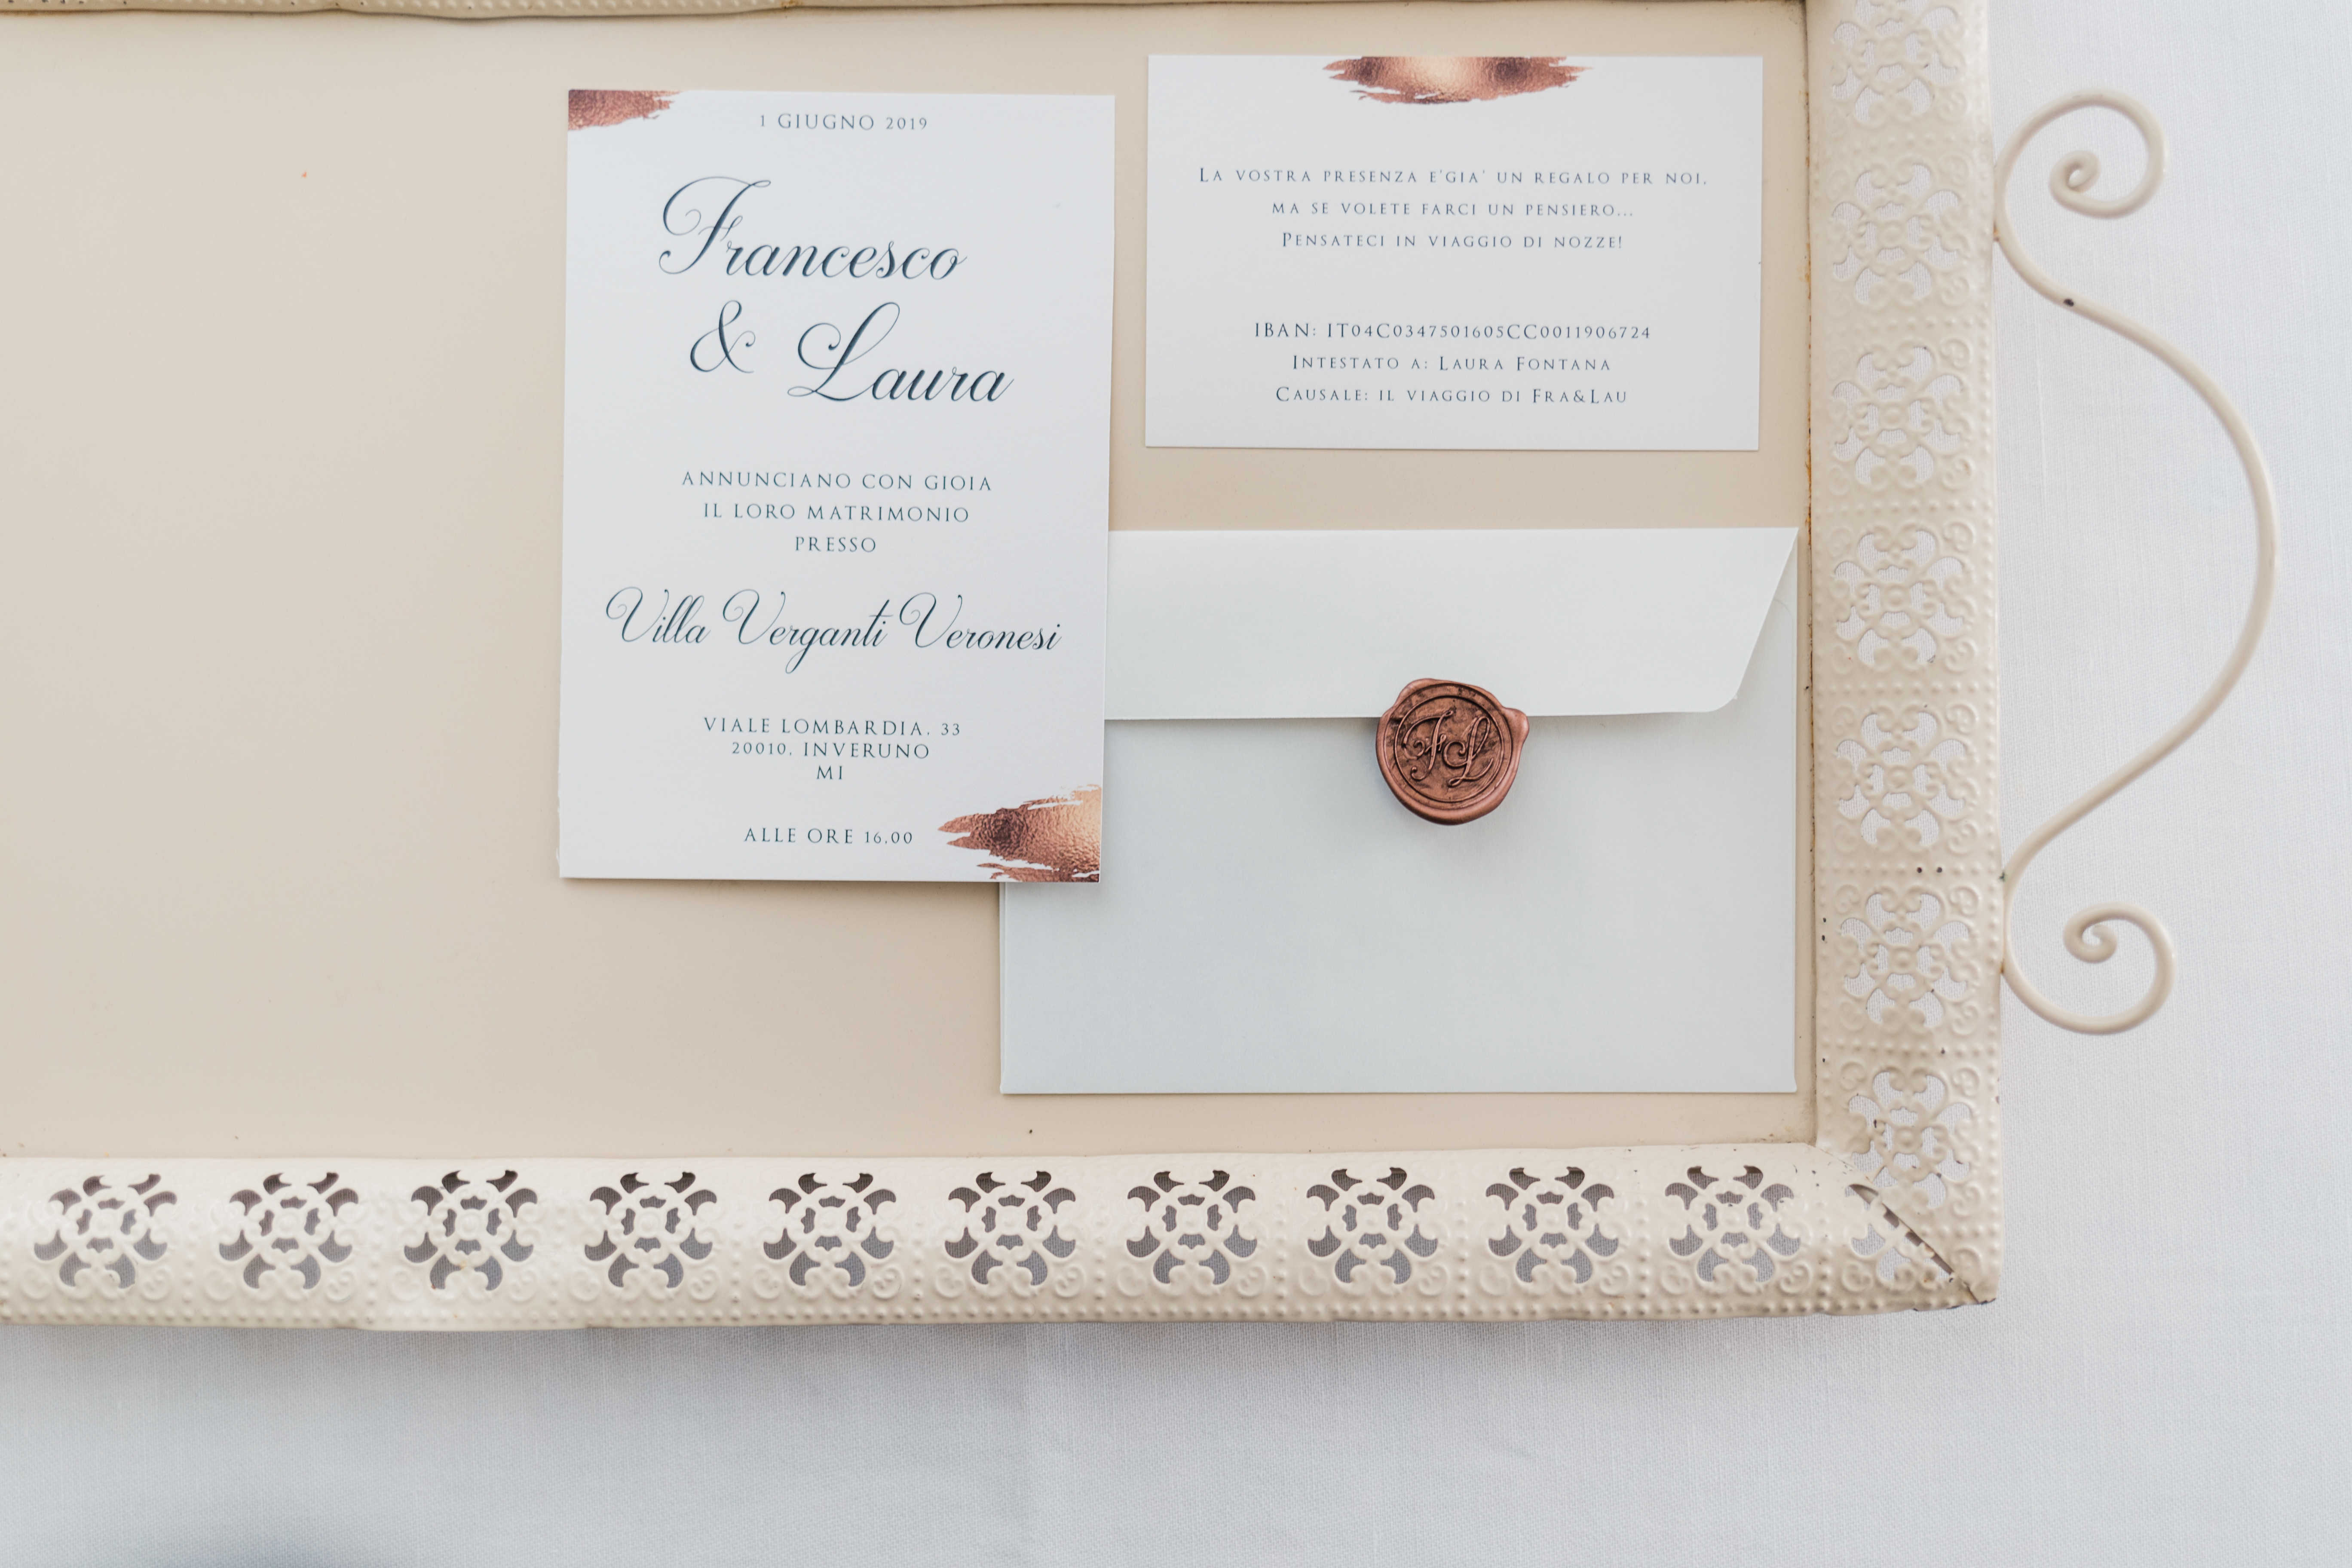 1 GIUGNO 2019
Francesco
& Laura
ANNUNCIANO CON GIOIA
IL LORO MATRIMONIO
PRESSO
Villa Verganti Veronesi
VIALE LOMBARDIA, 33
20010, INVERUNO
MI
ALLE ORE 16,00
LA VOSTRA PRESENZA E'GIA' UN REGALO PER NOI,
MA SE VOLETE FARCI UN PENSIERO...
PENSATECI IN VIAGGIO DI NOZZE!
IBAN: IT04C0347501605CC0011906724
INTESTATO A: LAURA FONTANA
CAUSALE: IL VIAGGIO DI FRA&LAU
F L